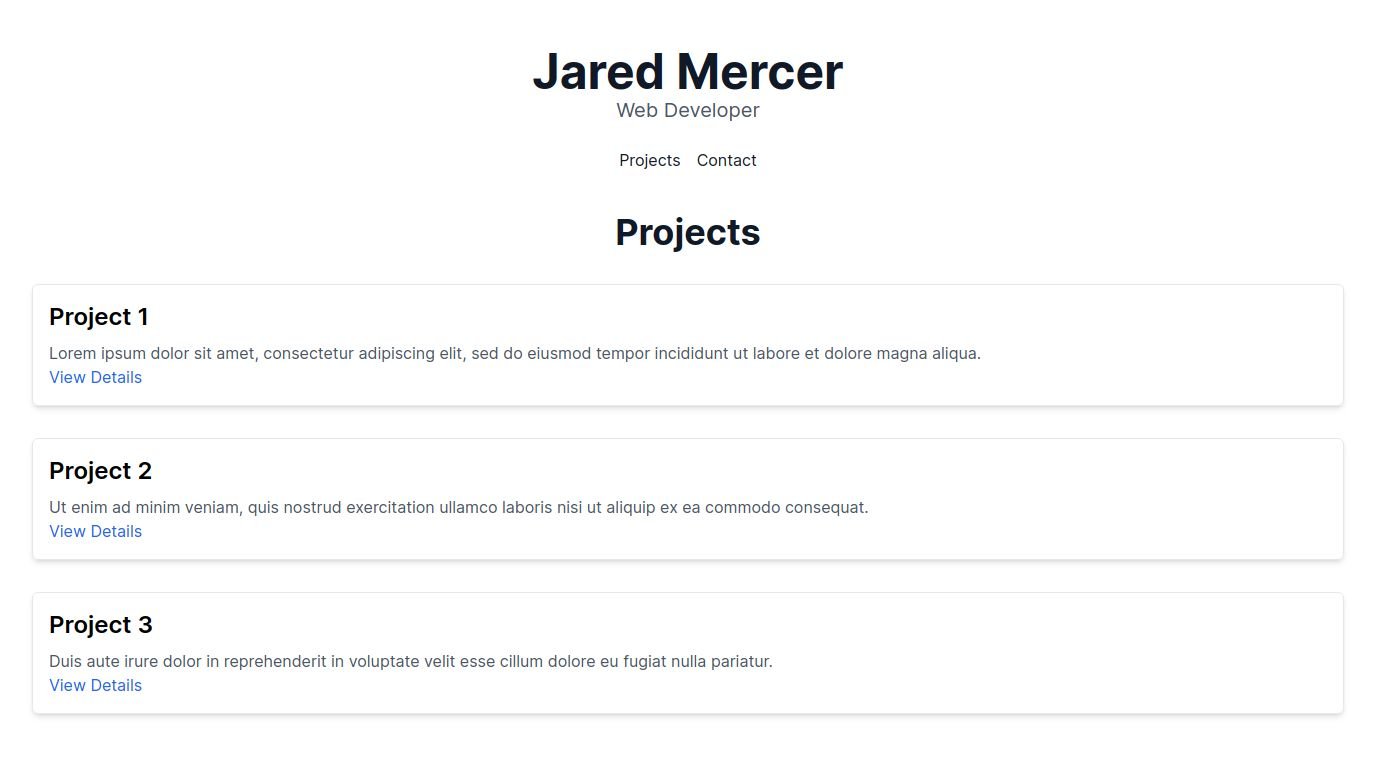 Jared Mercer
Web Developer
Projects Contact
Projects
Project 1
Lorem ipsum dolor sit amet, consectetur adipiscing elit, sed do eiusmod tempor incididunt ut labore et dolore magna aliqua.
View Details
Project 2
Ut enim ad minim veniam, quis nostrud exercitation ullamco laboris nisi ut aliquip ex ea commodo consequat.
View Details
Project 3
Duis aute irure dolor in reprehenderit in voluptate velit esse cillum dolore eu fugiat nulla pariatur.
View Details